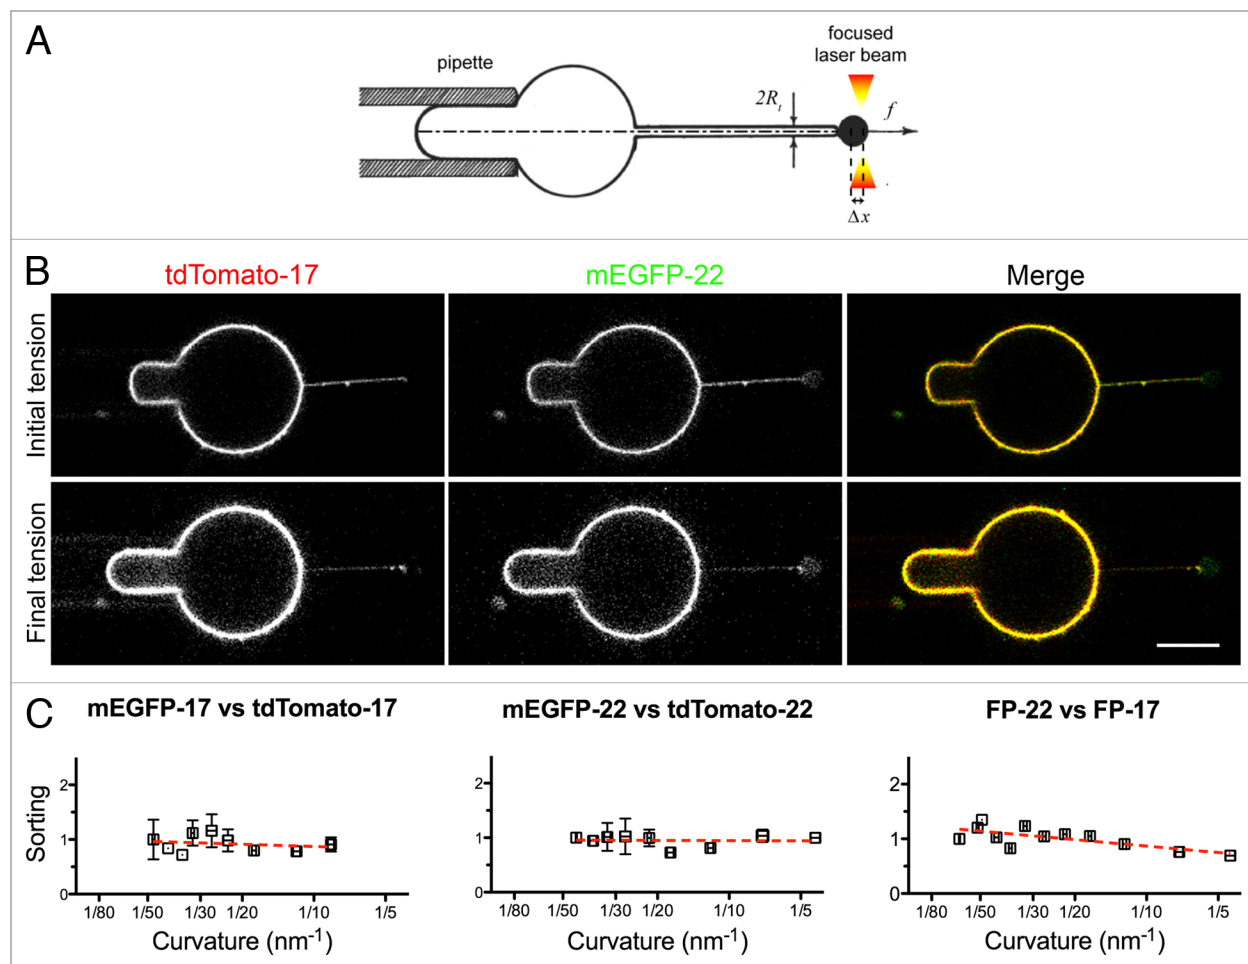 A
pipette
focused
laser beam
2Rt
f
Δx
B
tdTomato-17
mEGFP-22
Merge
Initial tension
Final tension
C
mEGFP-17 vs tdTomato-17
mEGFP-22 vs tdTomato-22
FP-22 vs FP-17
Sorting
2
1
0
1/80 1/50 1/30 1/20 1/10 1/5
Curvature (nm-1)
2
1
0
1/80 1/50 1/30 1/20 1/10 1/5
Curvature (nm-1)
2
1
0
1/80 1/50 1/30 1/20 1/10 1/5
Curvature (nm-1)